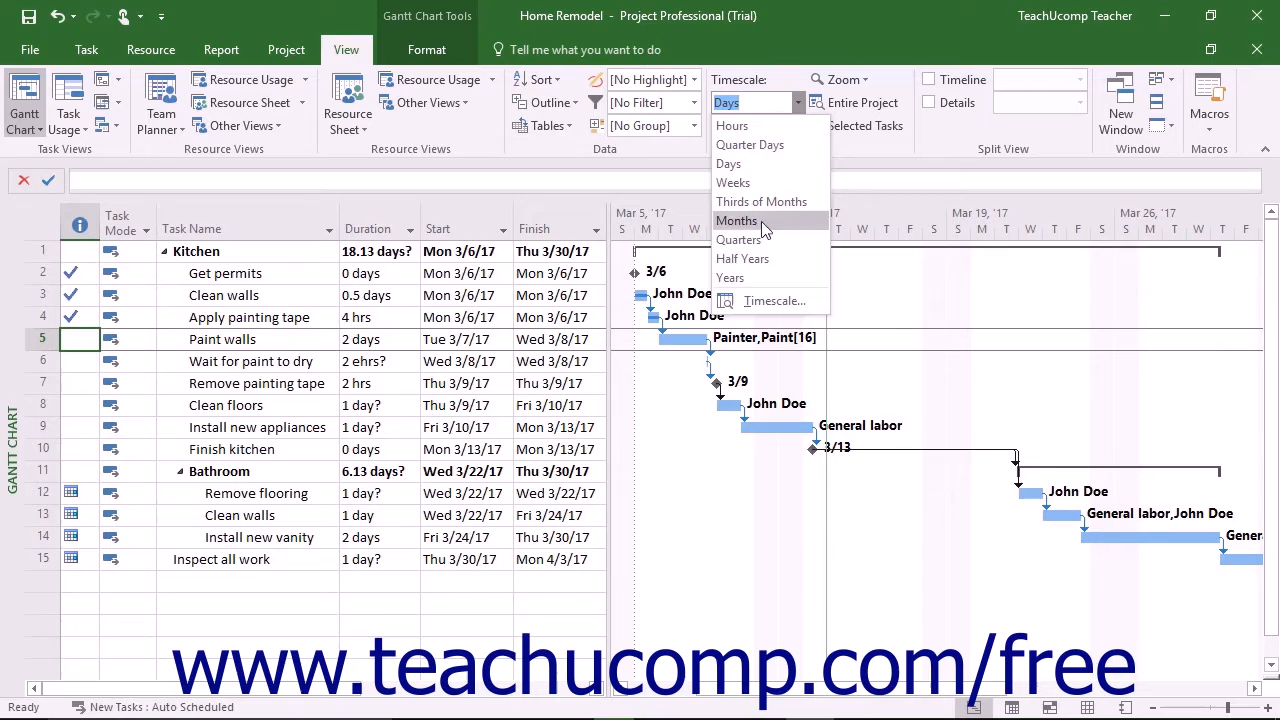 Gantt Chart Tools
Home Remodel - Project Professional (Trial)
TeachUcomp Teacher
File Task Resource Report Project View Format Tell me what you want to do
Gantt Chart
Task Usage
Task Views
Team Planner
Resource Usage
Resource Sheet
Other Views
Resource Views
Resource Sheet
Resource Usage
Other Views
Resource Views
Sort
Outline
Tables
[No Highlight]
[No Filter]
[No Group]
Data
Timescale:
Days
Zoom
Entire Project
Selected Tasks
Timeline
Details
Split View
New Window
Window
Macros
Macros
Hours
Quarter Days
Days
Weeks
Thirds of Months
Months
Quarters
Half Years
Years
Timescale...
Task Mode Task Name Duration Start Finish
1 Kitchen 18.13 days? Mon 3/6/17 Thu 3/30/17
2 Get permits 0 days Mon 3/6/17 Mon 3/6/17
3 Clean walls 0.5 days Mon 3/6/17 Mon 3/6/17
4 Apply painting tape 4 hrs Mon 3/6/17 Mon 3/6/17
5 Paint walls 2 days Tue 3/7/17 Wed 3/8/17
6 Wait for paint to dry 2 ehrs? Wed 3/8/17 Wed 3/8/17
7 Remove painting tape 2 hrs Thu 3/9/17 Thu 3/9/17
8 Clean floors 1 day? Thu 3/9/17 Fri 3/10/17
9 Install new appliances 1 day? Fri 3/10/17 Mon 3/13/17
10 Finish kitchen 0 days Mon 3/13/17 Mon 3/13/17
11 Bathroom 6.13 days? Wed 3/22/17 Thu 3/30/17
12 Remove flooring 1 day? Wed 3/22/17 Wed 3/22/17
13 Clean walls 1 day Wed 3/22/17 Fri 3/24/17
14 Install new vanity 2 days Fri 3/24/17 Thu 3/30/17
15 Inspect all work 1 day? Thu 3/30/17 Mon 4/3/17
GANTT CHART
Mar 5, '17 17 Mar 19, '17 Mar 26, '17
S M T W W T F S S M T W T F S S M T W T F
3/6
John Doe
John Doe
Painter,Paint[16]
3/9
John Doe
General labor
3/13
John Doe
General labor,John Doe
Gener
www.teachucomp.com/free
Ready New Tasks : Auto Scheduled